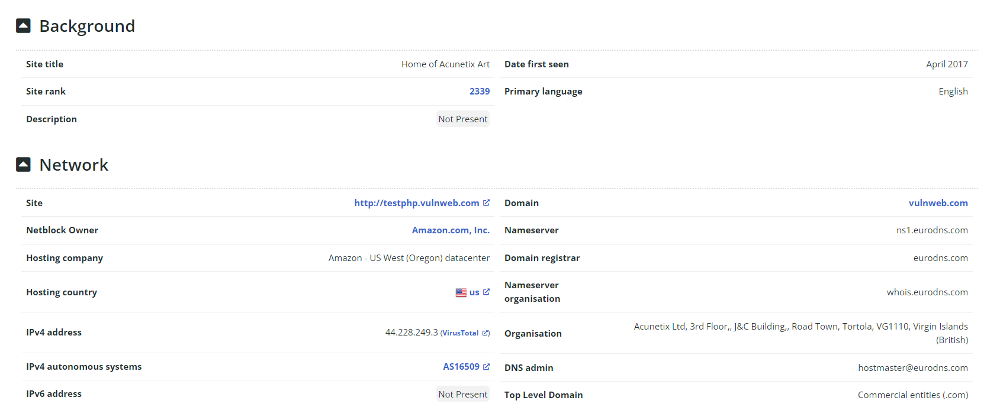 Background
Site title Home of Acunetix Art Date first seen April 2017
Site rank 2339 Primary language English
Description Not Present
Network
Site http://testphp.vulnweb.com Domain vulnweb.com
Netblock Owner Amazon.com, Inc. Nameserver ns1.eurodns.com
Hosting company Amazon - US West (Oregon) datacenter Domain registrar eurodns.com
Hosting country us Nameserver organisation whois.eurodns.com
IPv4 address 44.228.249.3 (VirusTotal) Organisation Acunetix Ltd, 3rd Floor,, J&C Building,, Road Town, Tortola, VG1110, Virgin Islands (British)
IPv4 autonomous systems AS16509 DNS admin hostmaster@eurodns.com
IPv6 address Not Present Top Level Domain Commercial entities (.com)